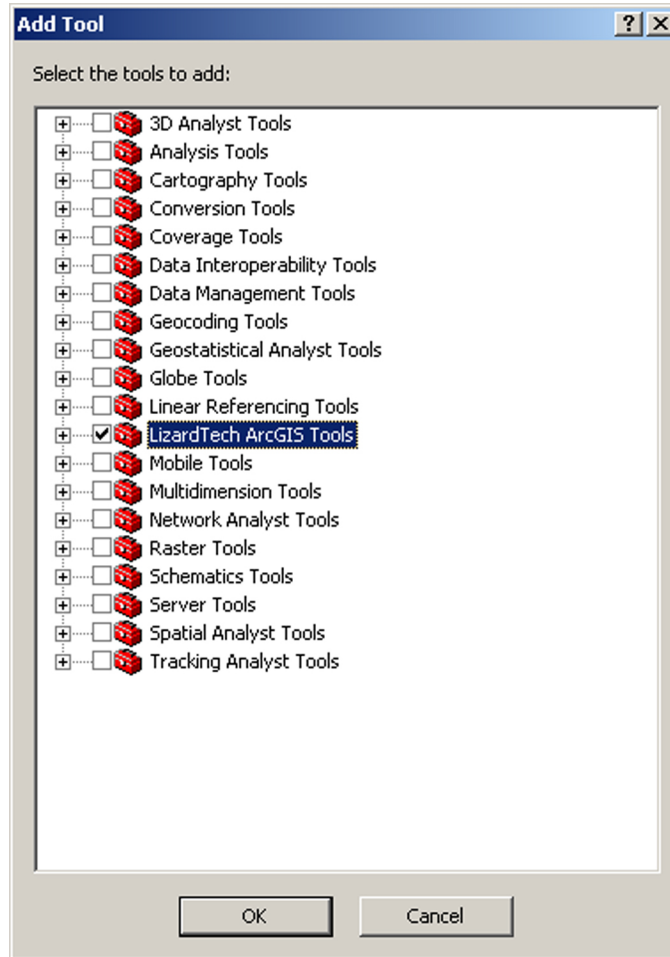 Add Tool
Select the tools to add:
3D Analyst Tools
Analysis Tools
Cartography Tools
Conversion Tools
Coverage Tools
Data Interoperability Tools
Data Management Tools
Geocoding Tools
Geostatistical Analyst Tools
Globe Tools
Linear Referencing Tools
LizardTech ArcGIS Tools
Mobile Tools
Multidimension Tools
Network Analyst Tools
Raster Tools
Schematics Tools
Server Tools
Spatial Analyst Tools
Tracking Analyst Tools
OK Cancel